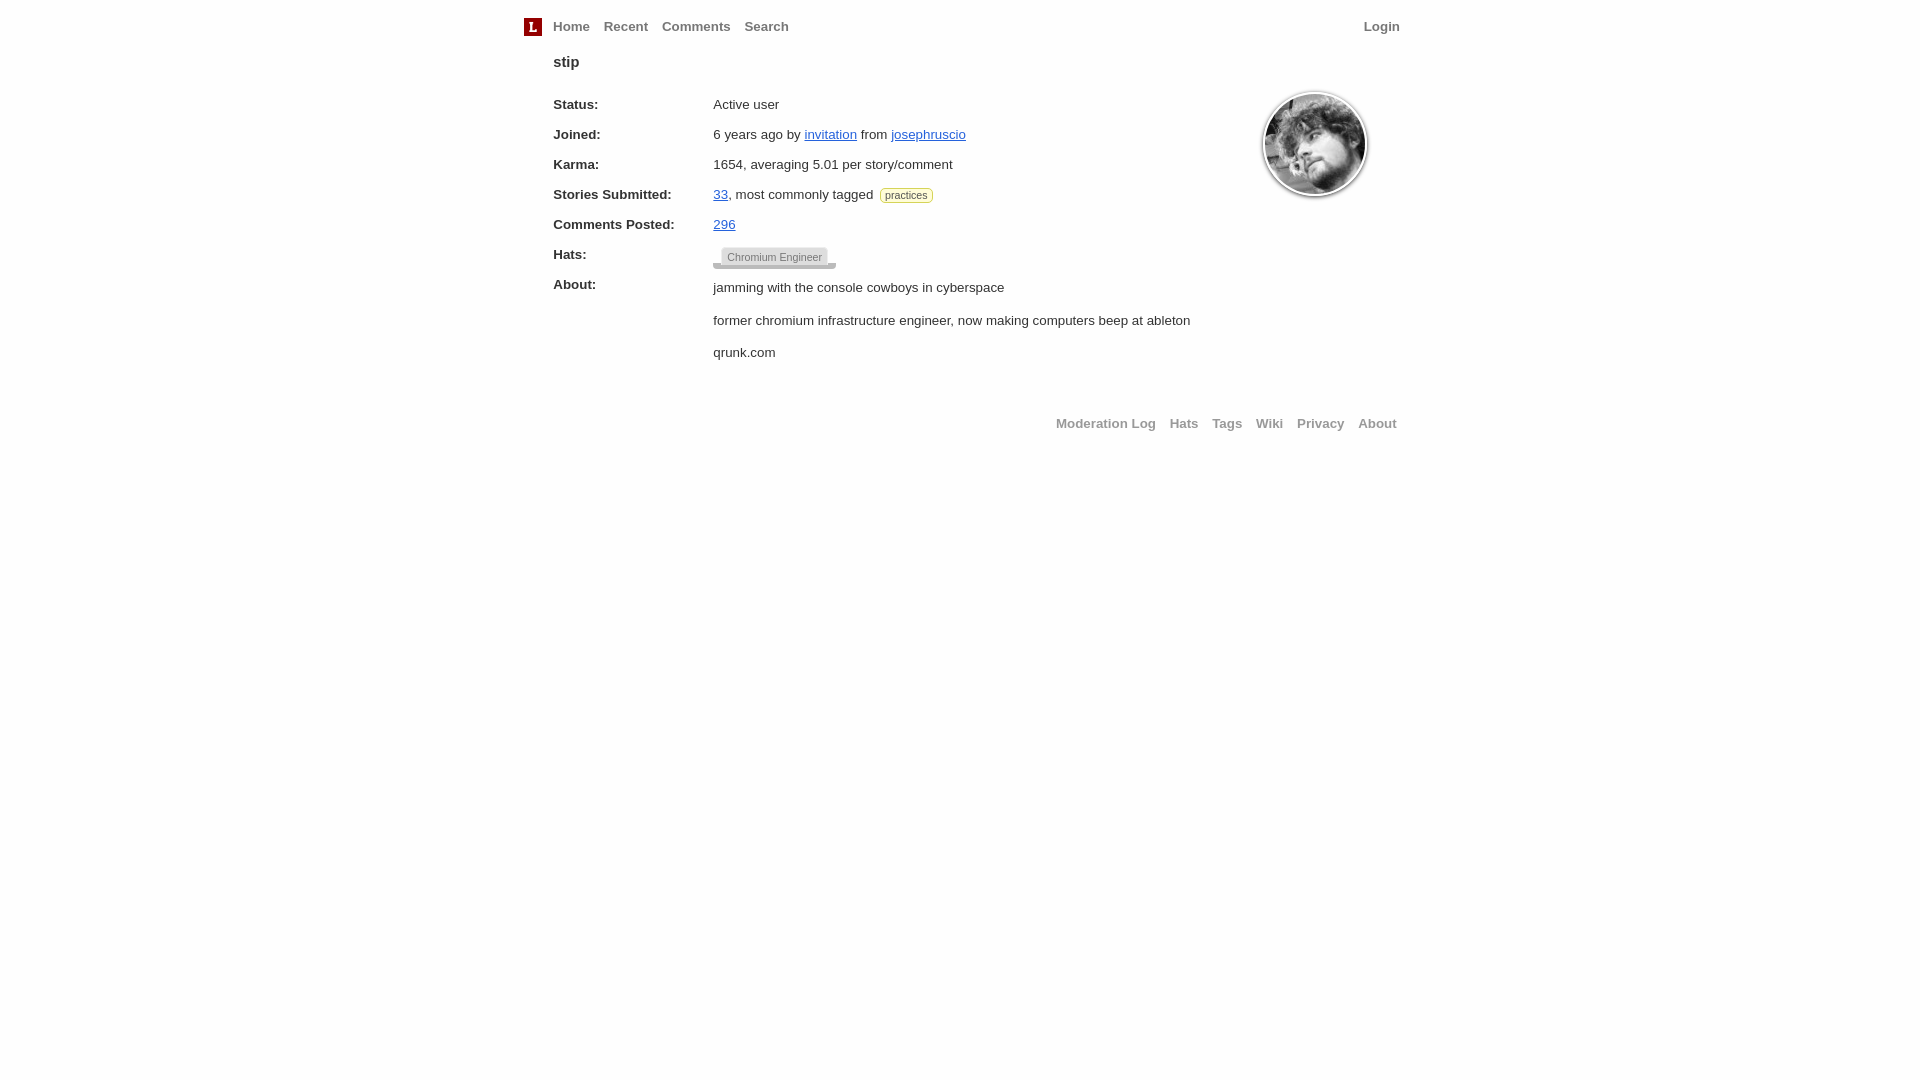 L Home Recent Comments Search Login
stip
Status: Active user
Joined: 6 years ago by invitation from josephruscio
Karma: 1654, averaging 5.01 per story/comment
Stories Submitted: 33, most commonly tagged practices
Comments Posted: 296
Hats: Chromium Engineer
About: jamming with the console cowboys in cyberspace
former chromium infrastructure engineer, now making computers beep at ableton
qrunk.com
Moderation Log Hats Tags Wiki Privacy About